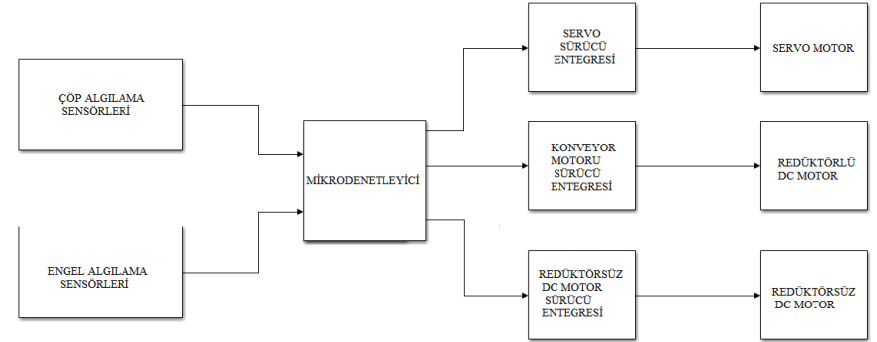 ÇÖP ALGILAMA
SENSÖRLERİ
ENGEL ALGILAMA
SENSÖRLERİ
MİKRODENETLEYİCİ
SERVO
SÜRÜCÜ
ENTEGRESİ
SERVO MOTOR
KONVEYOR
MOTORU
SÜRÜCÜ
ENTEGRESİ
REDÜKTÖRLÜ
DC MOTOR
REDÜKTÖRSÜZ
DC MOTOR
SÜRÜCÜ
ENTEGRESİ
REDÜKTÖRSÜZ
DC MOTOR